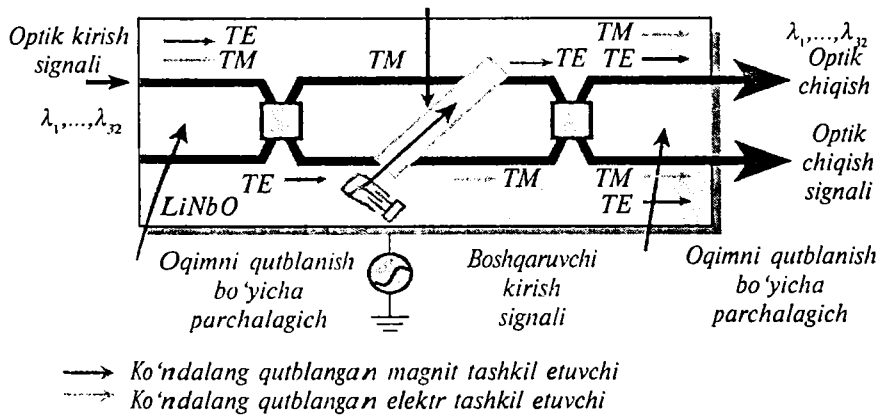 Optik kirish
signali
TE
TM
TM
TE
TM
TE
λ₁,...,λ₃₂
Optik
chiqish
λ₁,...,λ₃₂
TE
LiNbO
TM
TM
TE
Optik
chiqish
signali
Oqimni qutblanish
bo‘yicha
parchalagich
Boshqaruvchi
kirish
signali
Oqimni qutblanish
bo‘yicha
parchalagich
Ko‘ndalang qutblangan magnit tashkil etuvchi
Ko‘ndalang qutblangan elektr tashkil etuvchi